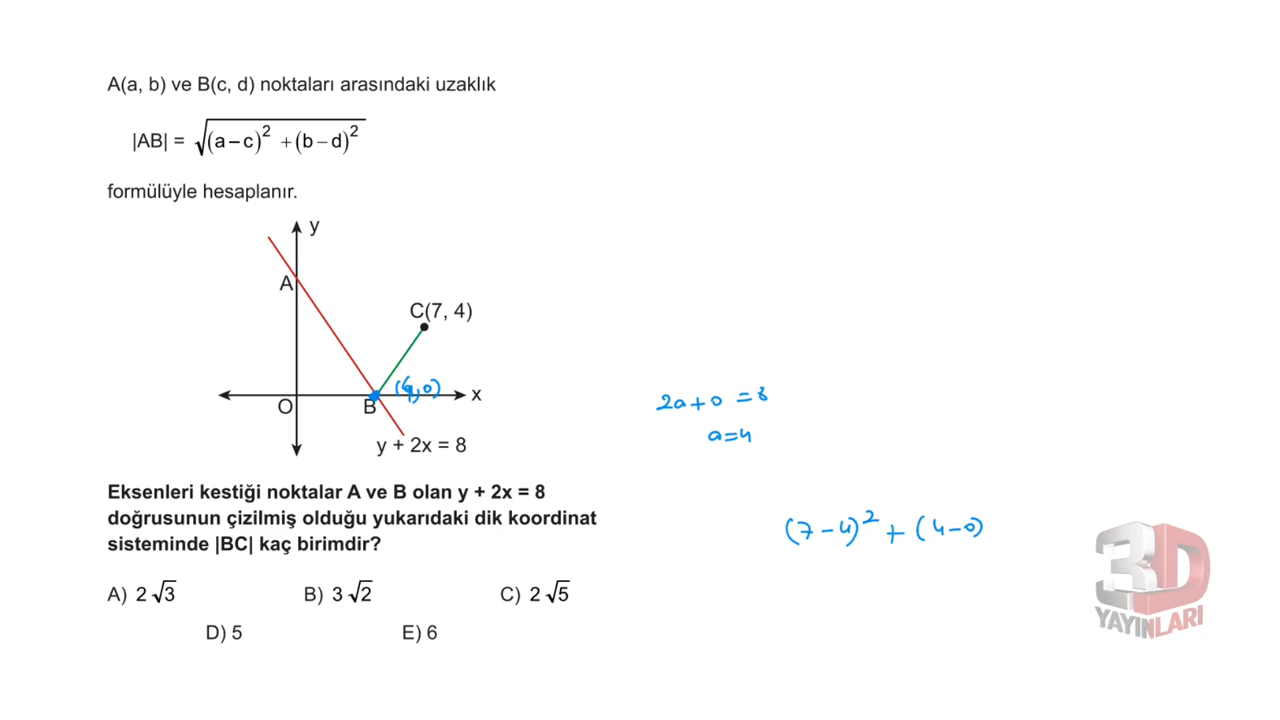 A(a, b) ve B(c, d) noktaları arasındaki uzaklık
|AB| = √(a–c)² + (b–d)²
formülüyle hesaplanır.
y
A
C(7, 4)
(a,0)
x
O
B
y + 2x = 8
2a+0 = 8
a=4
Eksenleri kestiği noktalar A ve B olan y + 2x = 8
doğrusunun çizilmiş olduğu yukarıdaki dik koordinat
sisteminde |BC| kaç birimdir?
(7–4)² + (4–0)
A) 2√3 B) 3√2 C) 2√5
D) 5 E) 6
3D
YAYINLARI